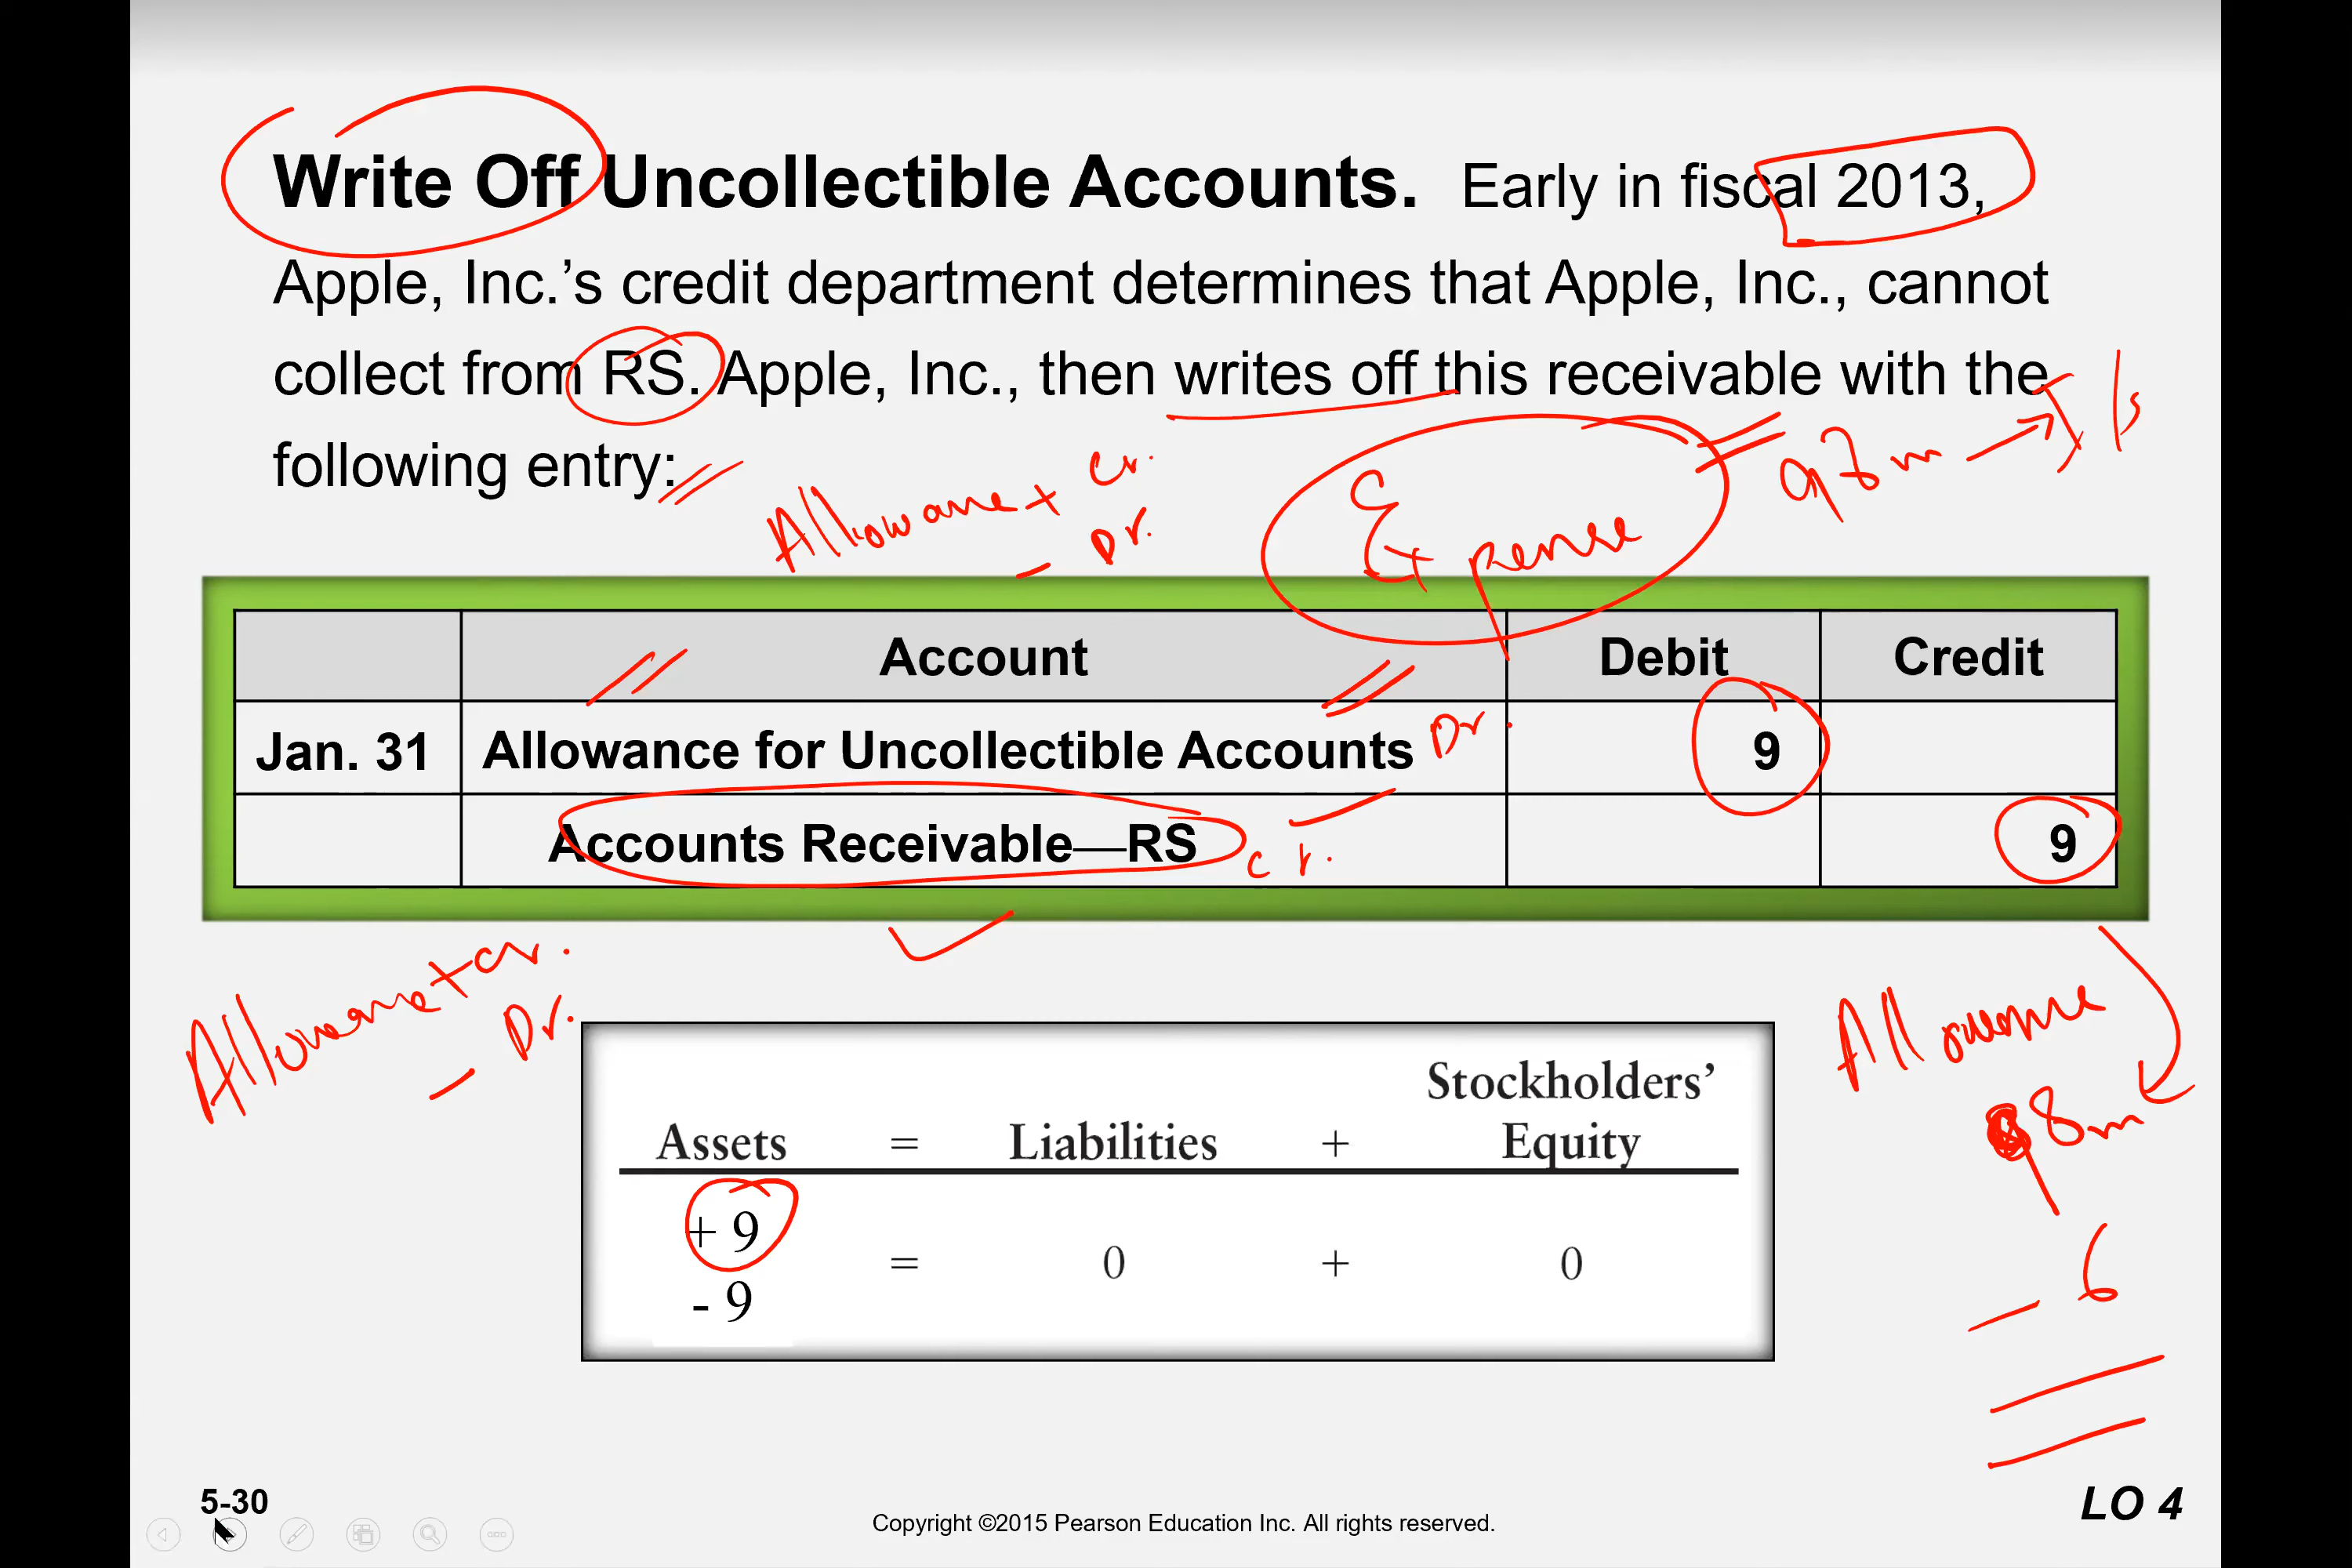 Write Off Uncollectible Accounts. Early in fiscal 2013,
Apple, Inc.’s credit department determines that Apple, Inc., cannot
collect from RS. Apple, Inc., then writes off this receivable with the
following entry:
Allowance + Cr.
- Dr.
Expense
98m →
Account Debit Credit
Jan. 31 Allowance for Uncollectible Accounts Dr. 9
Accounts Receivable—RS cr. 9
Allowance + Cr.
- Dr.
Allowance
98m
- 6
Stockholders’
Assets = Liabilities + Equity
+ 9
= 0 + 0
- 9
5-30
Copyright ©2015 Pearson Education Inc. All rights reserved.
LO 4